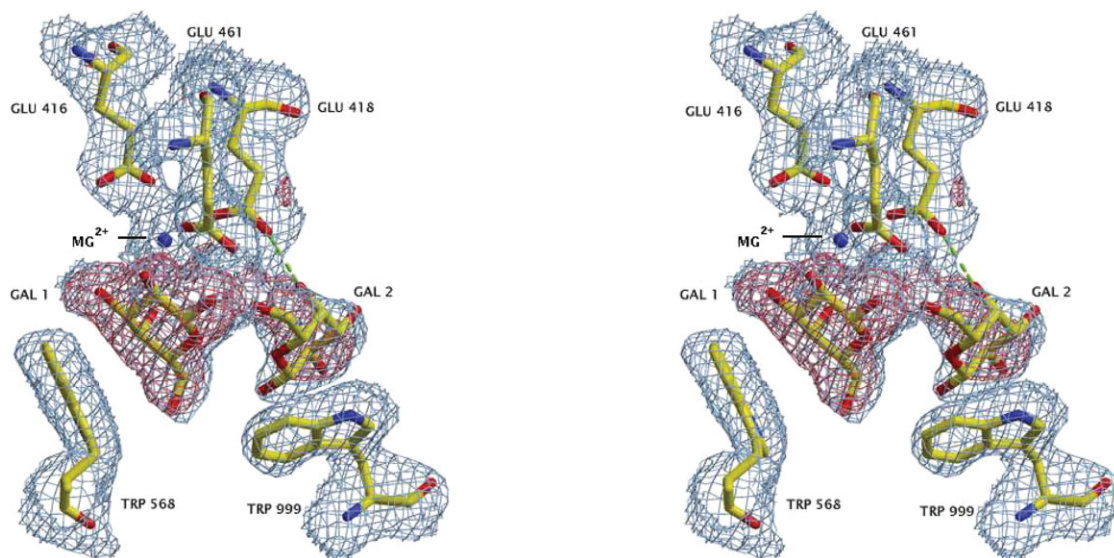 GLU 461
GLU 416
GLU 418
MG2+
GAL 1
GAL 2
TRP 568
TRP 999
GLU 461
GLU 416
GLU 418
MG2+
GAL 1
GAL 2
TRP 568
TRP 999